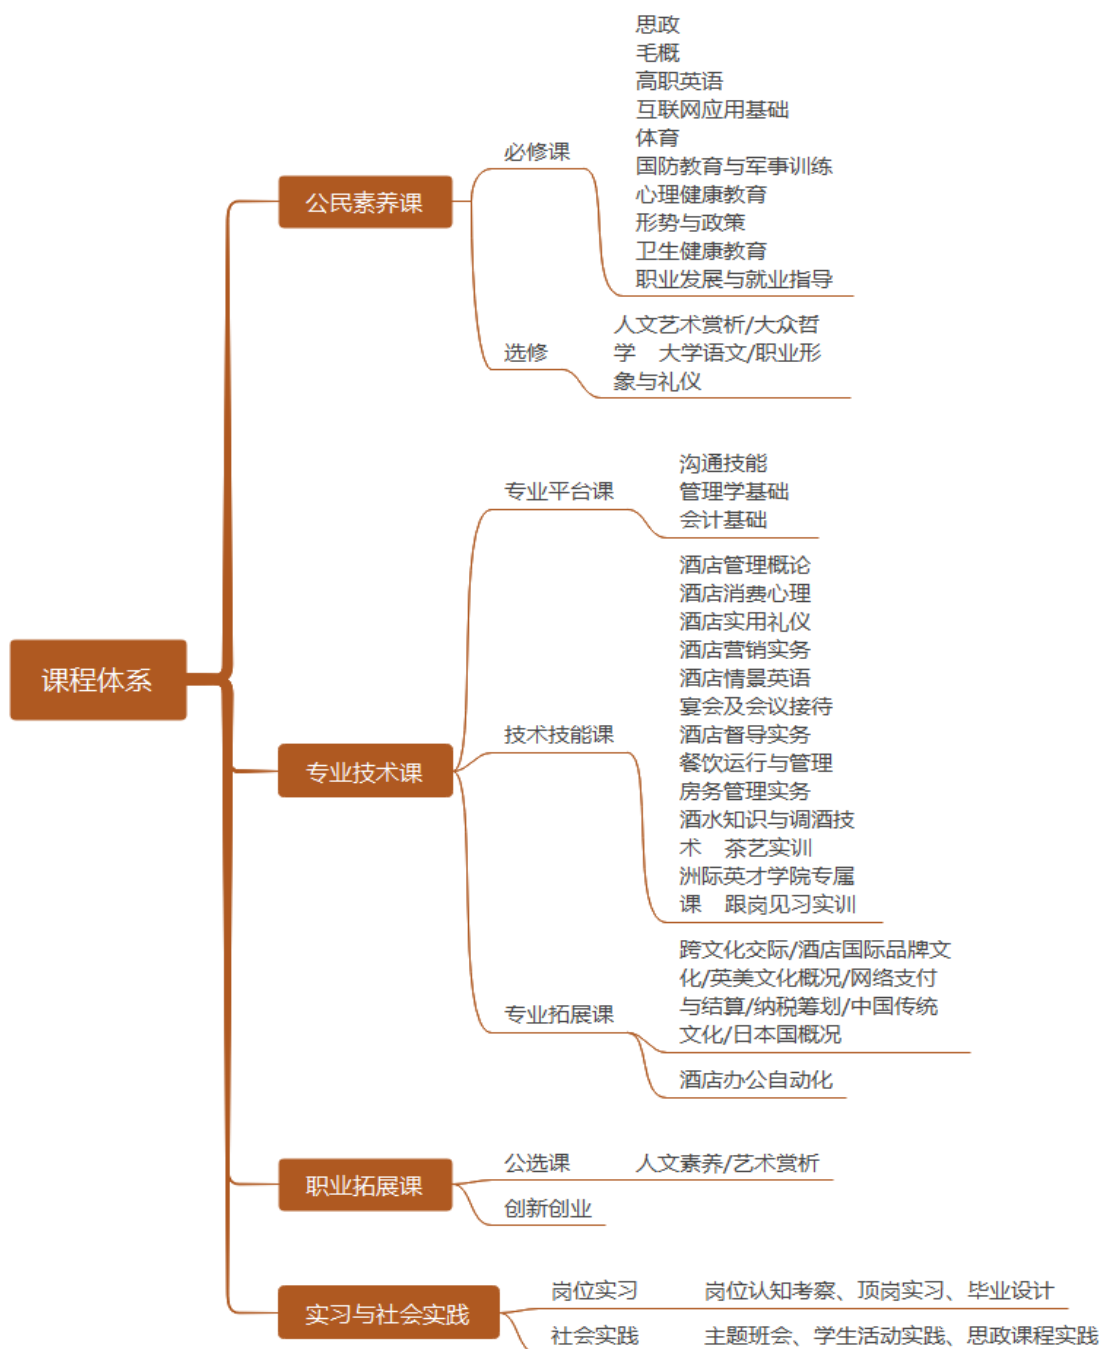 课程体系
公民素养课
必修课
思政
毛概
高职英语
互联网应用基础
体育
国防教育与军事训练
心理健康教育
形势与政策
卫生健康教育
职业发展与就业指导
选修
人文艺术赏析/大众哲
学 大学语文/职业形
象与礼仪
专业技术课
专业平台课
沟通技能
管理学基础
会计基础
技术技能课
酒店管理概论
酒店消费心理
酒店实用礼仪
酒店营销实务
酒店情景英语
宴会及会议接待
酒店督导实务
餐饮运行与管理
房务管理实务
酒水知识与调酒技
术 茶艺实训
洲际英才学院专属
课 跟岗见习实训
专业拓展课
跨文化交际/酒店国际品牌文
化/英美文化概况/网络支付
与结算/纳税筹划/中国传统
文化/日本国概况
酒店办公自动化
职业拓展课
公选课 人文素养/艺术赏析
创新创业
实习与社会实践
岗位实习 岗位认知考察、顶岗实习、毕业设计
社会实践 主题班会、学生活动实践、思政课程实践